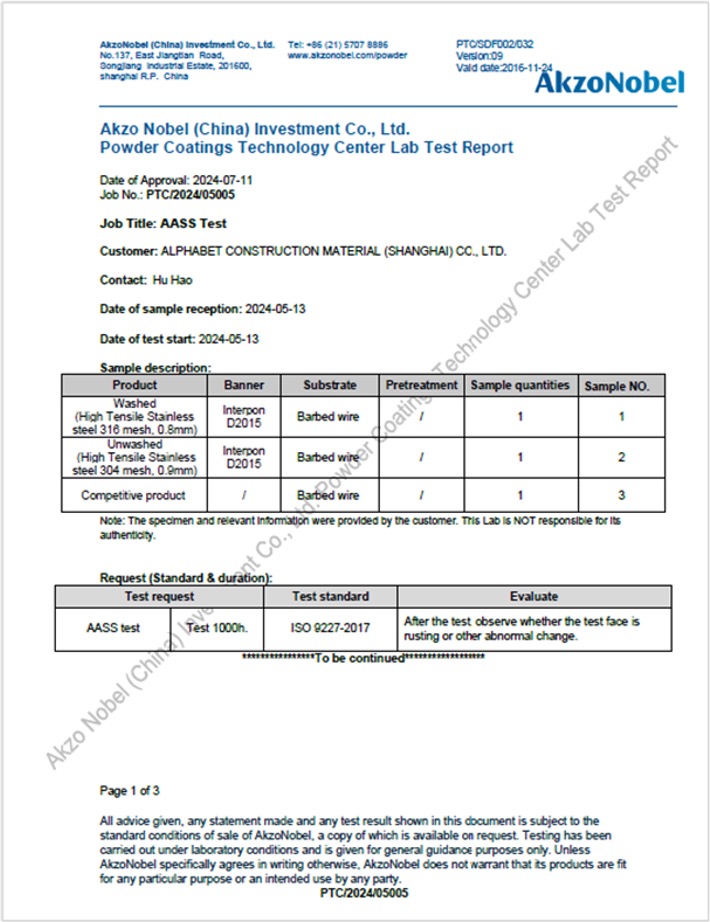 AkzoNobel (China) Investment Co., Ltd.
No.137, East Jiangtian Road,
Songjiang Industrial Estate, 201600,
shanghai R.P. China
Tel: +86 (21) 5707 8886
www.akzonobel.com/powder
PTC/SDF002/032
Version:09
Valid date:2016-11-24
AkzoNobel
Akzo Nobel (China) Investment Co., Ltd.
Powder Coatings Technology Center Lab Test Report
Date of Approval: 2024-07-11
Job No.: PTC/2024/05005
Job Title: AASS Test
Customer: ALPHABET CONSTRUCTION MATERIAL (SHANGHAI) CO., LTD.
Contact: Hu Hao
Date of sample reception: 2024-05-13
Date of test start: 2024-05-13
Sample description:
Product Banner Substrate Pretreatment Sample quantities Sample NO.
Washed
(High Tensile Stainless
steel 316 mesh, 0.8mm)
Interpon
D2015
Barbed wire / 1 1
Unwashed
(High Tensile Stainless
steel 304 mesh, 0.9mm)
Interpon
D2015
Barbed wire / 1 2
Competitive product / Barbed wire / 1 3
Note: The specimen and relevant information were provided by the customer. This Lab is NOT responsible for its
authenticity.
Request (Standard & duration):
Test request Test standard Evaluate
AASS test Test 1000h. ISO 9227-2017
After the test, observe whether the test face is
rusting or other abnormal change.
****************To be continued******************
Akzo Nobel (China) Investment Co., Ltd. Powder Coatings Technology Center Lab Test Report
Page 1 of 3
All advice given, any statement made and any test result shown in this document is subject to the
standard conditions of sale of AkzoNobel, a copy of which is available on request. Testing has been
carried out under laboratory conditions and is given for general guidance purposes only. Unless
AkzoNobel specifically agrees in writing otherwise, AkzoNobel does not warrant that its products are fit
for any particular purpose or an intended use by any party.
PTC/2024/05005